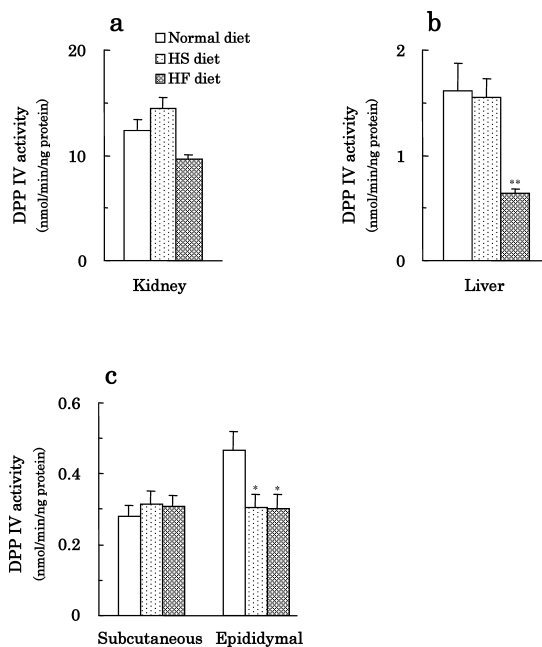 a
Normal diet
HS diet
HF diet
DPP IV activity
(nmol/min/ng protein)
20
10
0
Kidney
b
DPP IV activity
(nmol/min/ng protein)
2
1
0
**
Liver
c
DPP IV activity
(nmol/min/ng protein)
0.6
0.4
0.2
0
* *
Subcutaneous Epididymal